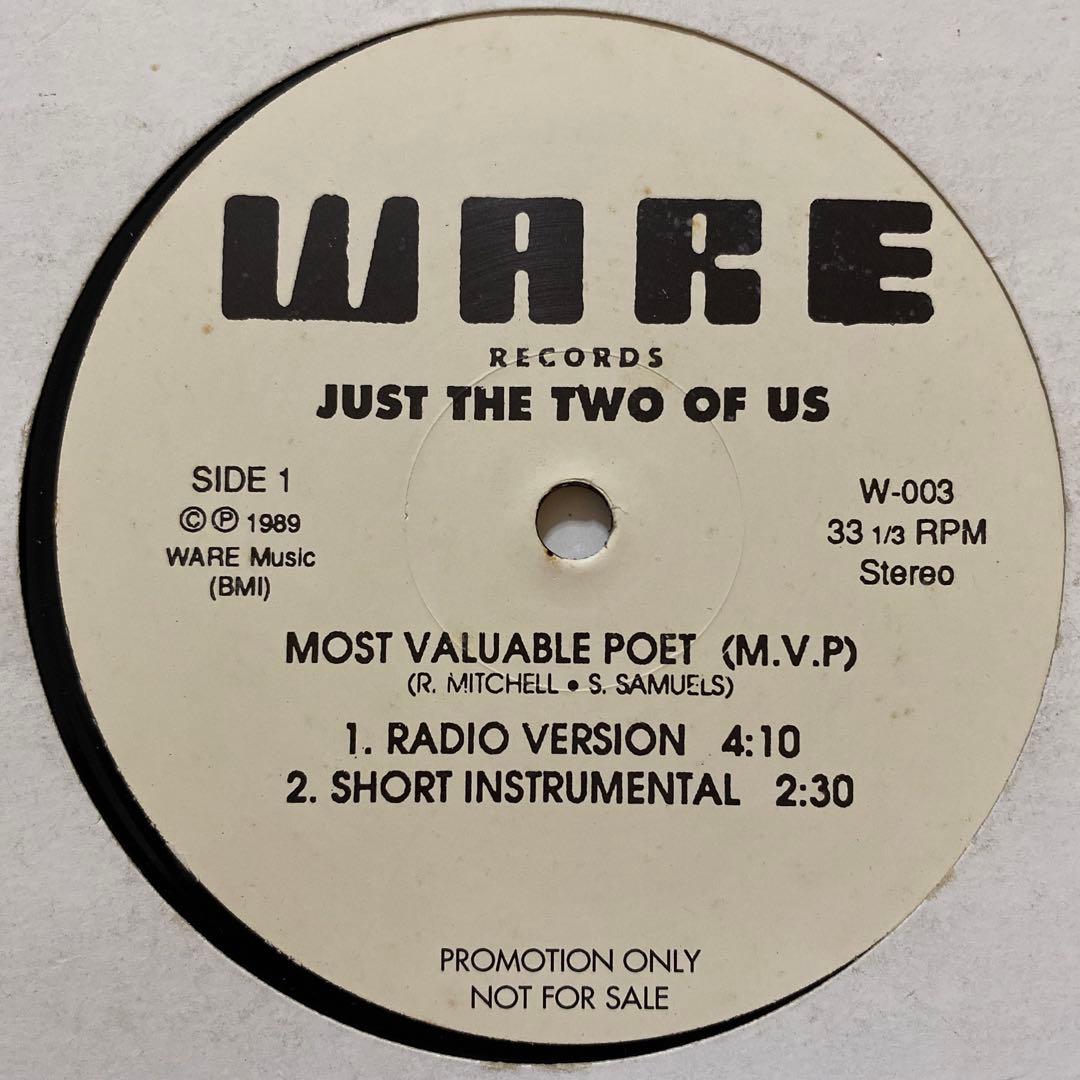 WARE
RECORDS
JUST THE TWO OF US
SIDE 1
© ℗ 1989
WARE Music
(BMI)
W-003
33 1/3 RPM
Stereo
MOST VALUABLE POET (M.V.P)
(R. MITCHELL • S. SAMUELS)
1. RADIO VERSION 4:10
2. SHORT INSTRUMENTAL 2:30
PROMOTION ONLY
NOT FOR SALE